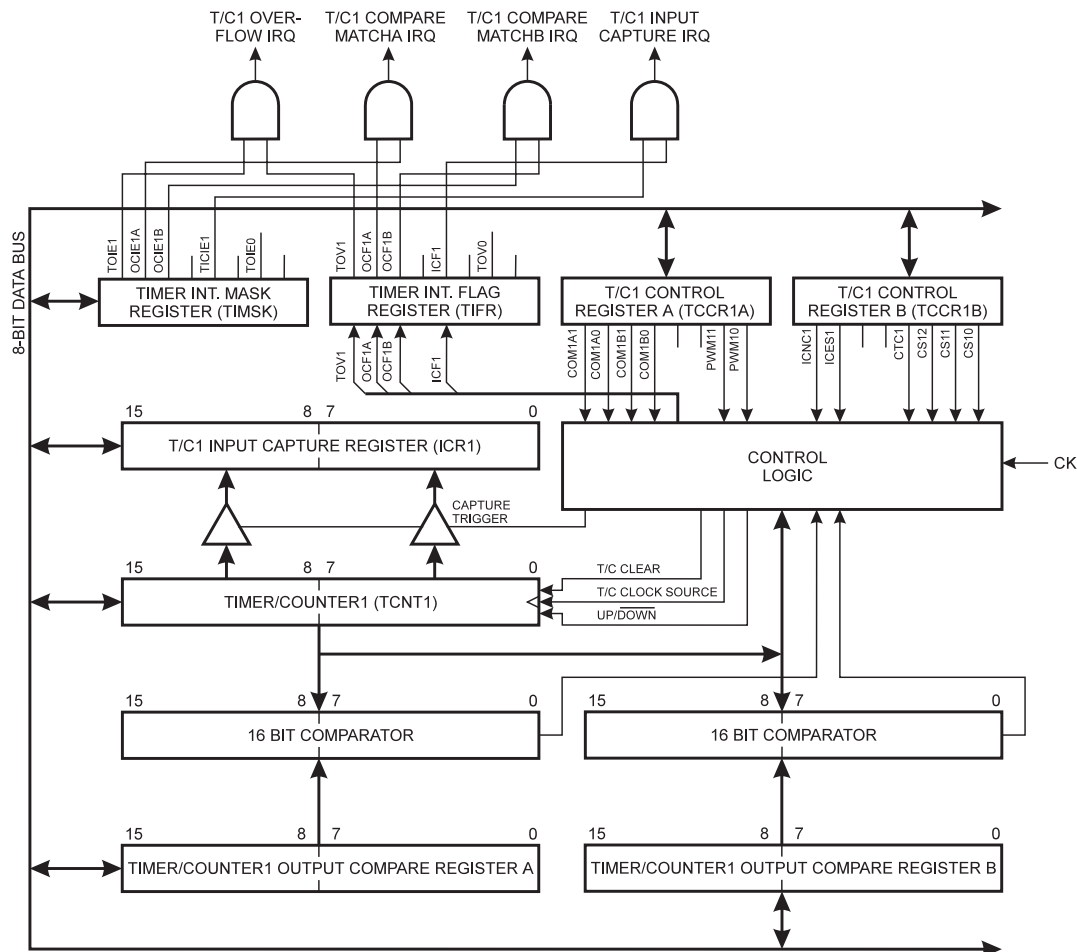 T/C1 OVER-
FLOW IRQ
T/C1 COMPARE
MATCHA IRQ
T/C1 COMPARE
MATCHB IRQ
T/C1 INPUT
CAPTURE IRQ
8-BIT DATA BUS
TOIE1
OCIE1A
OCIE1B
TICIE1
TOIE0
TOV1
OCF1A
OCF1B
ICF1
TOV0
TIMER INT. MASK
REGISTER (TIMSK)
TIMER INT. FLAG
REGISTER (TIFR)
T/C1 CONTROL
REGISTER A (TCCR1A)
T/C1 CONTROL
REGISTER B (TCCR1B)
TOV1
OCF1A
OCF1B
ICF1
COM1A1
COM1A0
COM1B1
COM1B0
PWM11
PWM10
ICNC1
ICES1
CTC1
CS12
CS11
CS10
15 8 7 0
T/C1 INPUT CAPTURE REGISTER (ICR1)
CONTROL
LOGIC
CK
CAPTURE
TRIGGER
15 8 7 0
TIMER/COUNTER1 (TCNT1)
T/C CLEAR
T/C CLOCK SOURCE
UP/DOWN
15 8 7 0
16 BIT COMPARATOR
15 8 7 0
16 BIT COMPARATOR
15 8 7 0
TIMER/COUNTER1 OUTPUT COMPARE REGISTER A
15 8 7 0
TIMER/COUNTER1 OUTPUT COMPARE REGISTER B